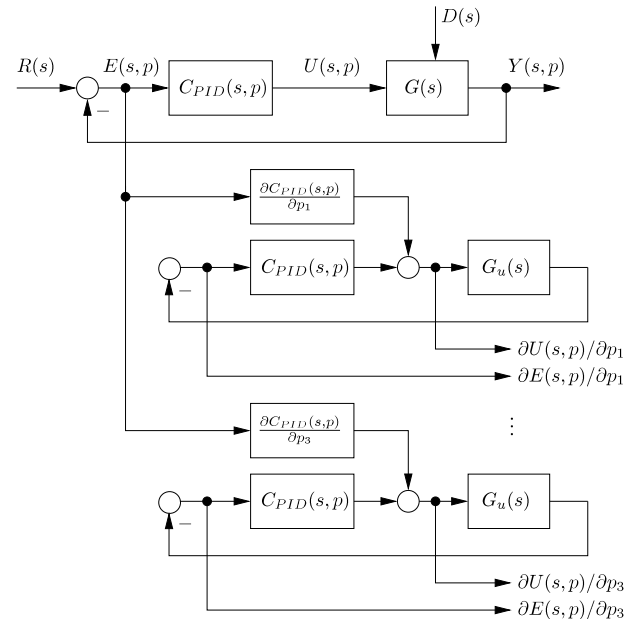 D(s)
R(s) E(s,p) U(s,p) Y(s,p)
C_{PID}(s,p) G(s)
−
∂C_{PID}(s,p)
∂p_1
C_{PID}(s,p) G_u(s)
−
∂U(s,p)/∂p_1
∂E(s,p)/∂p_1
∂C_{PID}(s,p)
∂p_3
⋮
C_{PID}(s,p) G_u(s)
−
∂U(s,p)/∂p_3
∂E(s,p)/∂p_3